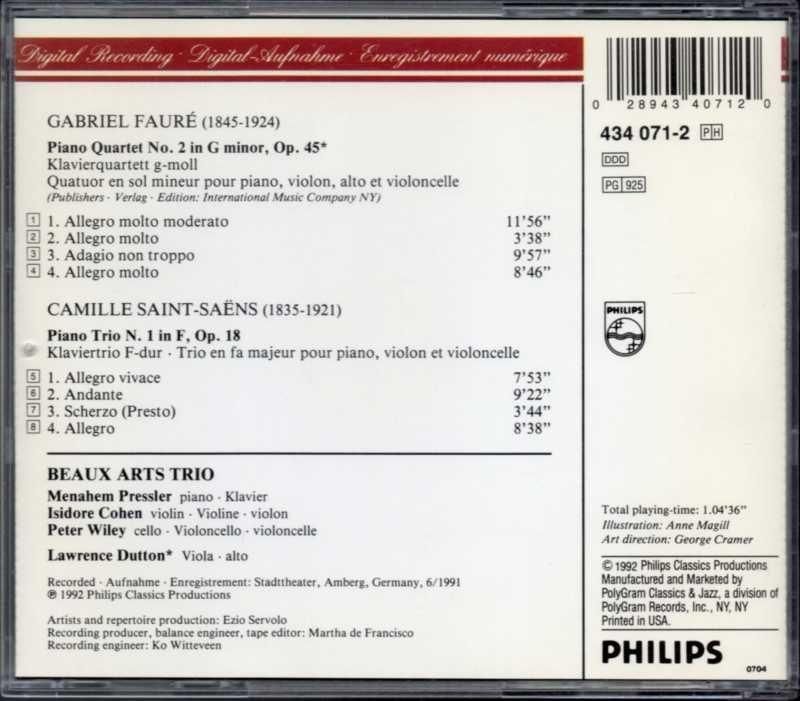 Digital Recording · Digital-Aufnahme · Enregistrement numérique
GABRIEL FAURÉ (1845-1924)
Piano Quartet No. 2 in G minor, Op. 45*
Klavierquartett g-moll
Quatuor en sol mineur pour piano, violon, alto et violoncelle
(Publishers · Verlag · Edition: International Music Company NY)
1 1. Allegro molto moderato 11’56”
2 2. Allegro molto 3’38”
3 3. Adagio non troppo 9’57”
4 4. Allegro molto 8’46”
CAMILLE SAINT-SAËNS (1835-1921)
Piano Trio N. 1 in F, Op. 18
Klaviertrio F-dur · Trio en fa majeur pour piano, violon et violoncelle
5 1. Allegro vivace 7’53”
6 2. Andante 9’22”
7 3. Scherzo (Presto) 3’44”
8 4. Allegro 8’38”
BEAUX ARTS TRIO
Menahem Pressler piano · Klavier
Isidore Cohen violin · Violine · violon
Peter Wiley cello · Violoncello · violoncelle
Lawrence Dutton* Viola · alto
Recorded · Aufnahme · Enregistrement: Stadttheater, Amberg, Germany, 6/1991
℗ 1992 Philips Classics Productions
Artists and repertoire production: Ezio Servolo
Recording producer, balance engineer, tape editor: Martha de Francisco
Recording engineer: Ko Witteveen
0 28943 40712 0
434 071-2 PH
DDD
PG 925
PHILIPS
Total playing-time: 1.04’36”
Illustration: Anne Magill
Art direction: George Cramer
© 1992 Philips Classics Productions
Manufactured and Marketed by
PolyGram Classics & Jazz, a division of
PolyGram Records, Inc., NY, NY
Printed in USA.
PHILIPS
0704